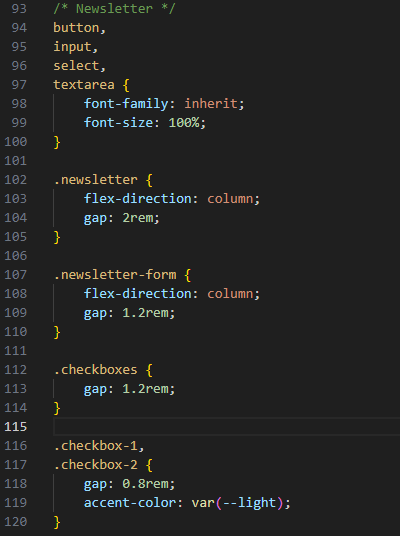 93 /* Newsletter */
94 button,
95 input,
96 select,
97 textarea {
98     font-family: inherit;
99     font-size: 100%;
100 }
101
102 .newsletter {
103     flex-direction: column;
104     gap: 2rem;
105 }
106
107 .newsletter-form {
108     flex-direction: column;
109     gap: 1.2rem;
110 }
111
112 .checkboxes {
113     gap: 1.2rem;
114 }
115
116 .checkbox-1,
117 .checkbox-2 {
118     gap: 0.8rem;
119     accent-color: var(--light);
120 }